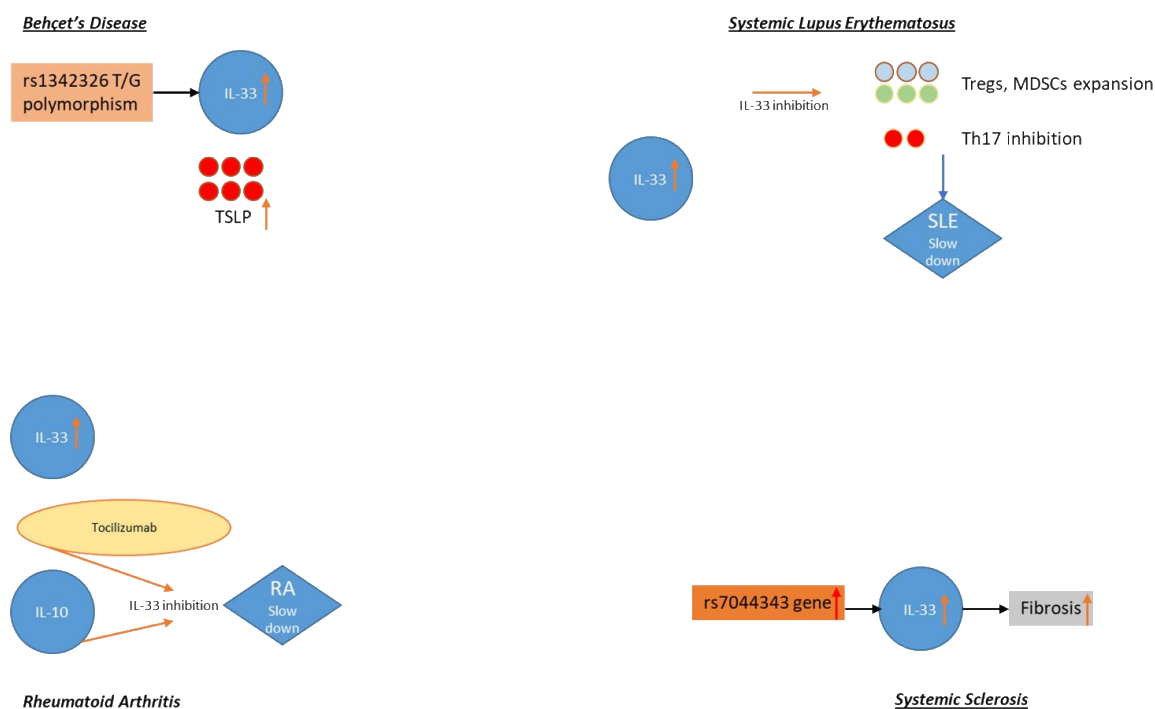 Behçet's Disease
rs1342326 T/G
polymorphism
IL-33
TSLP
Systemic Lupus Erythematosus
IL-33 inhibition
Tregs, MDSCs expansion
Th17 inhibition
IL-33
SLE
Slow
down
IL-33
Tocilizumab
IL-10
IL-33 inhibition
RA
Slow
down
Rheumatoid Arthritis
rs7044343 gene
IL-33
Fibrosis
Systemic Sclerosis